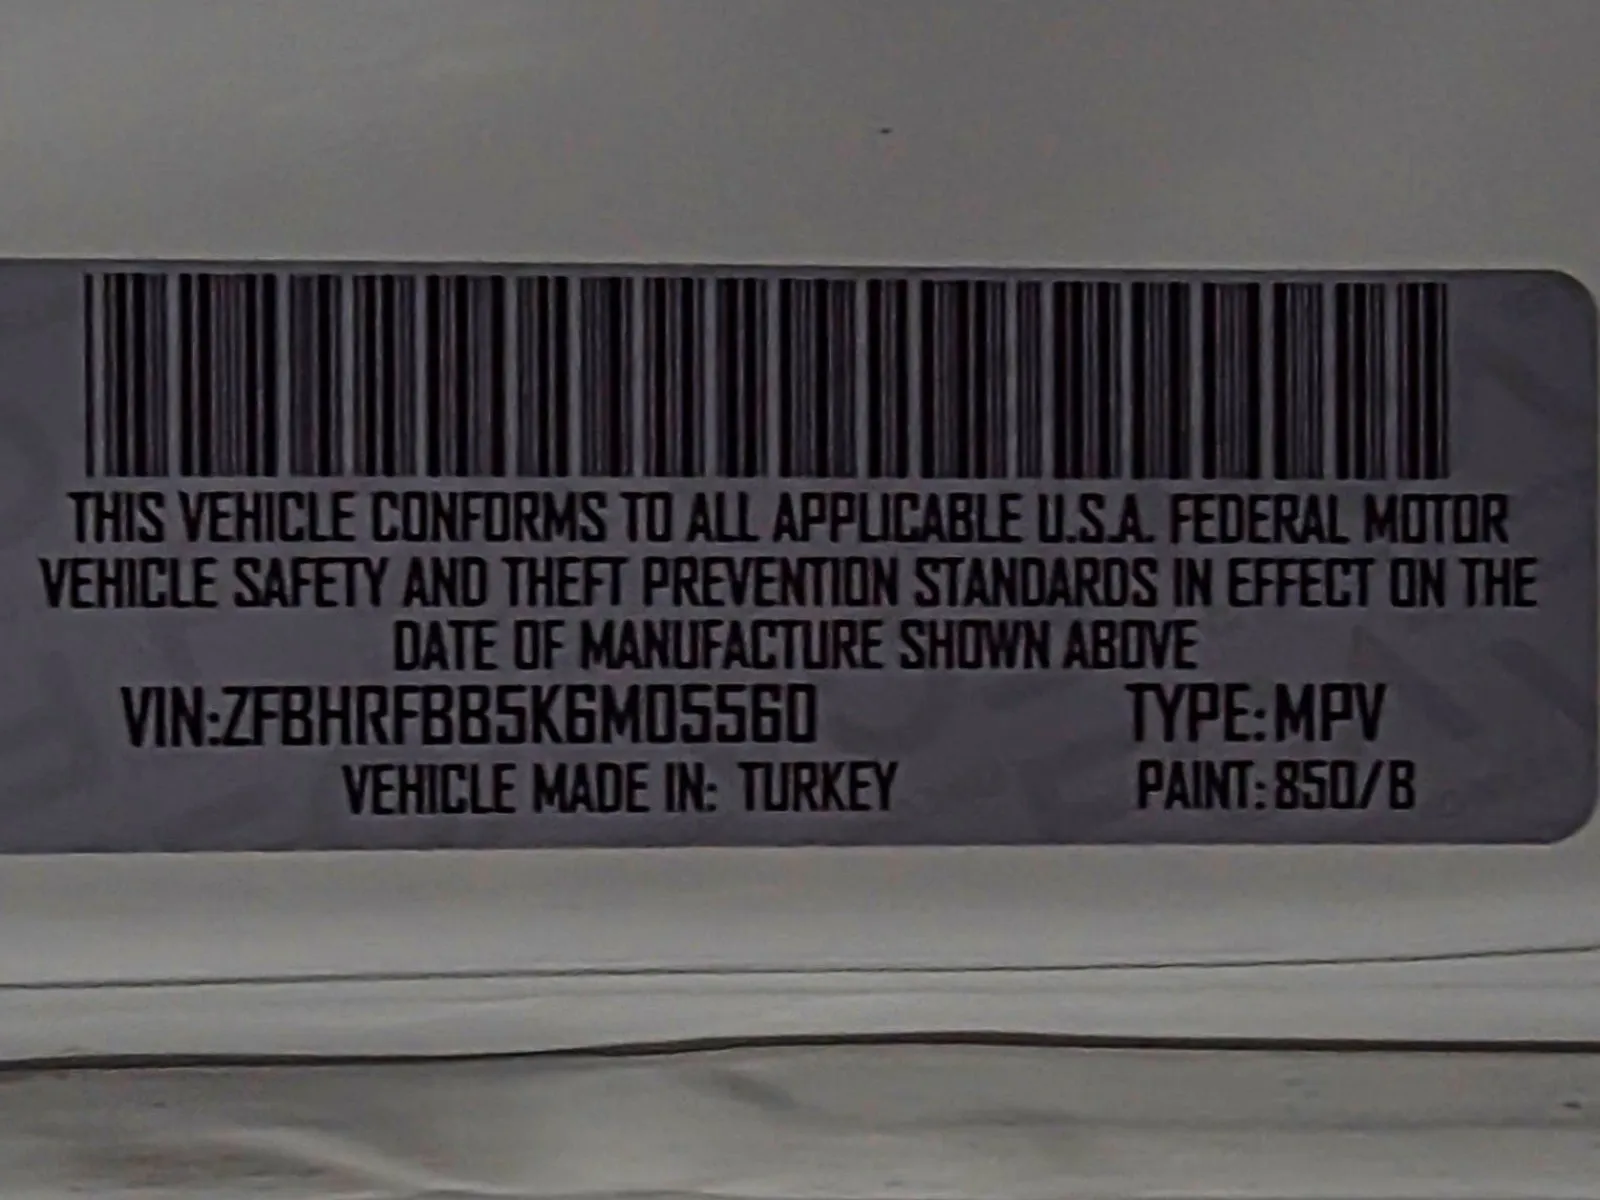 THIS VEHICLE CONFORMS TO ALL APPLICABLE U.S.A. FEDERAL MOTOR
VEHICLE SAFETY AND THEFT PREVENTION STANDARDS IN EFFECT ON THE
DATE OF MANUFACTURE SHOWN ABOVE
VIN:ZFBHRFBB5K6M05560 TYPE:MPV
VEHICLE MADE IN: TURKEY PAINT:850/B